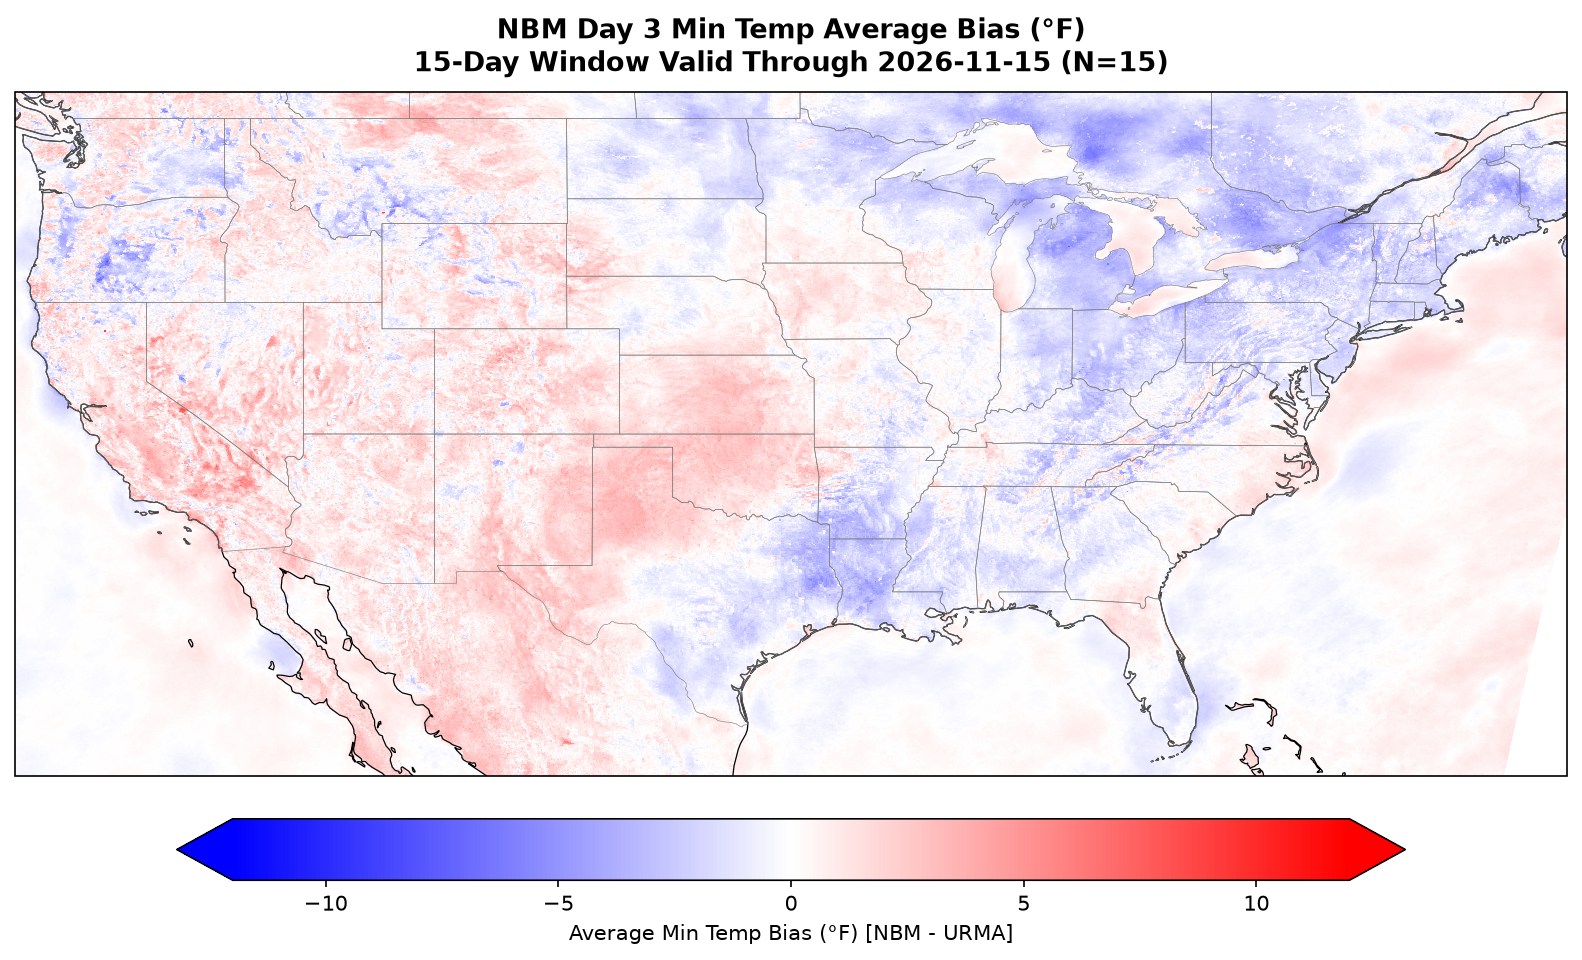 NBM Day 3 Min Temp Average Bias (°F)
15-Day Window Valid Through 2026-11-15 (N=15)
−10 −5 0 5 10
Average Min Temp Bias (°F) [NBM - URMA]